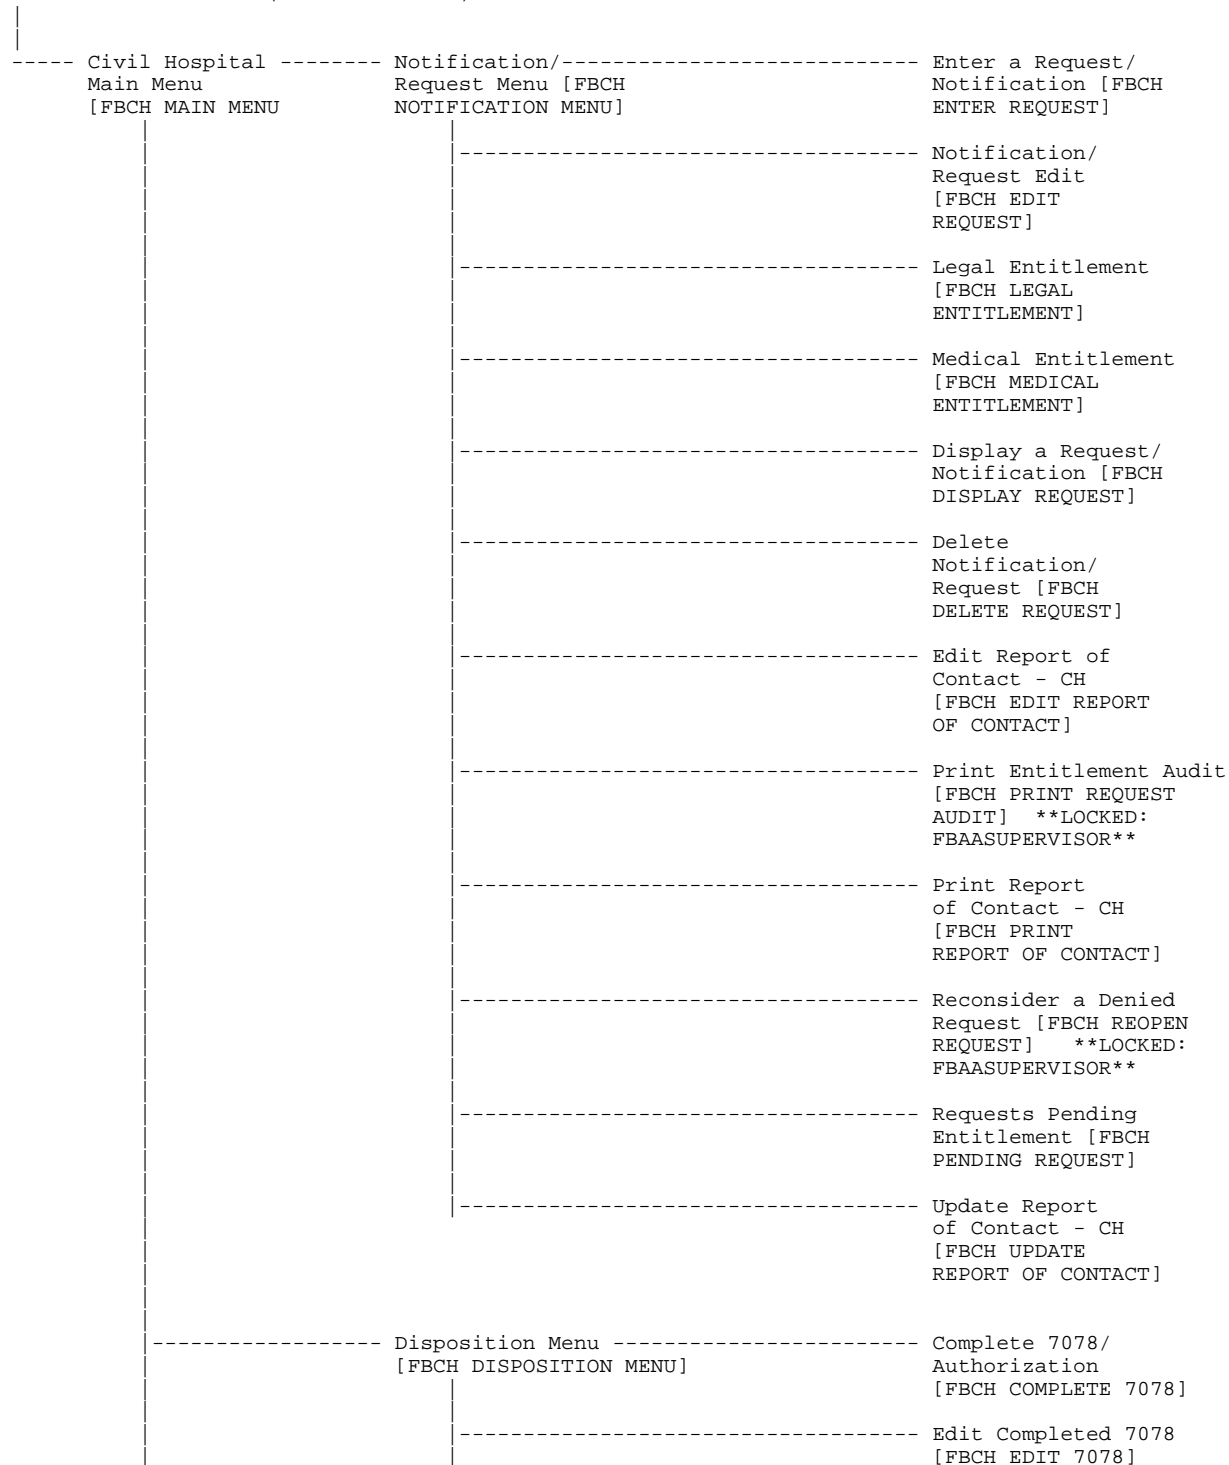 Civil Hospital Notification/ Enter a Request/
Main Menu Request Menu [FBCH Notification [FBCH
[FBCH MAIN MENU NOTIFICATION MENU] ENTER REQUEST]
Notification/
Request Edit
[FBCH EDIT
REQUEST]
Legal Entitlement
[FBCH LEGAL
ENTITLEMENT]
Medical Entitlement
[FBCH MEDICAL
ENTITLEMENT]
Display a Request/
Notification [FBCH
DISPLAY REQUEST]
Delete
Notification/
Request [FBCH
DELETE REQUEST]
Edit Report of
Contact - CH
[FBCH EDIT REPORT
OF CONTACT]
Print Entitlement Audit
[FBCH PRINT REQUEST
AUDIT] **LOCKED:
FBAASUPERVISOR**
Print Report
of Contact - CH
[FBCH PRINT
REPORT OF CONTACT]
Reconsider a Denied
Request [FBCH REOPEN
REQUEST] **LOCKED:
FBAASUPERVISOR**
Requests Pending
Entitlement [FBCH
PENDING REQUEST]
Update Report
of Contact - CH
[FBCH UPDATE
REPORT OF CONTACT]
Disposition Menu Complete 7078/
[FBCH DISPOSITION MENU] Authorization
[FBCH COMPLETE 7078]
Edit Completed 7078
[FBCH EDIT 7078]